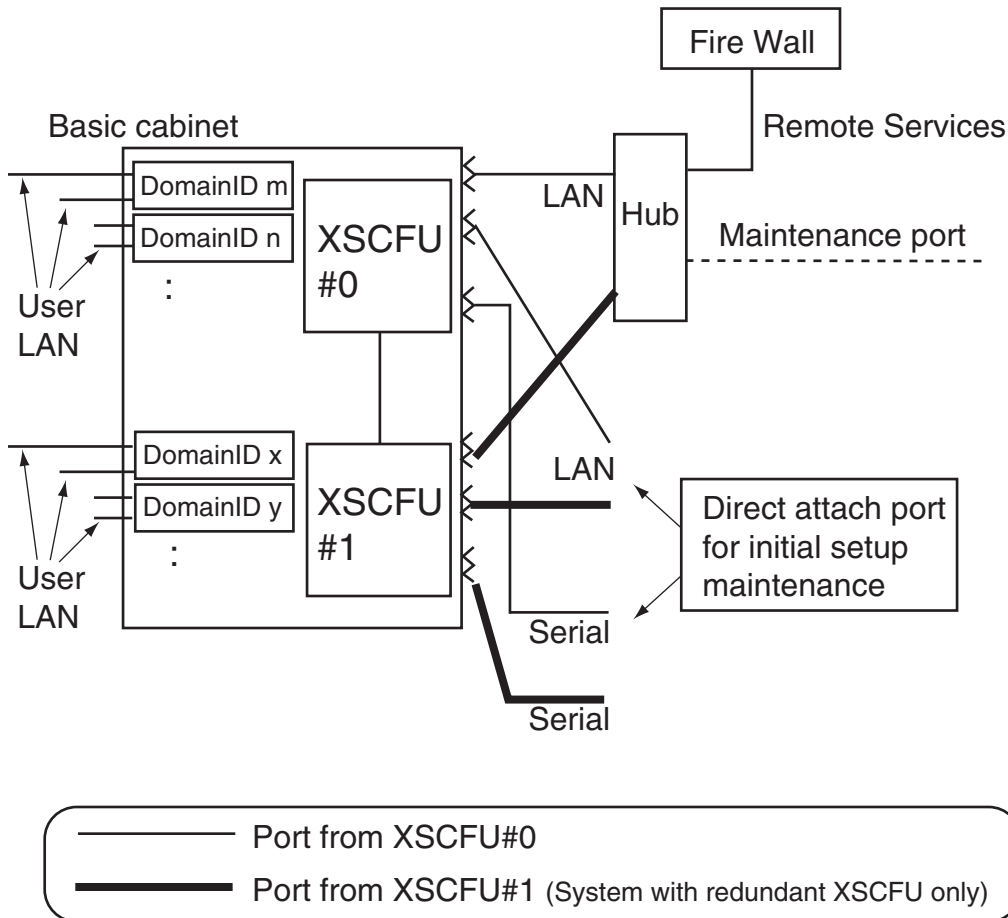 Fire Wall
Basic cabinet
Remote Services
DomainID m
LAN
Hub
DomainID n
XSCFU
#0
Maintenance port
:
User
LAN
DomainID x
LAN
DomainID y
XSCFU
#1
Direct attach port
for initial setup
maintenance
:
User
LAN
Serial
Serial
Port from XSCFU#0
Port from XSCFU#1 (System with redundant XSCFU only)